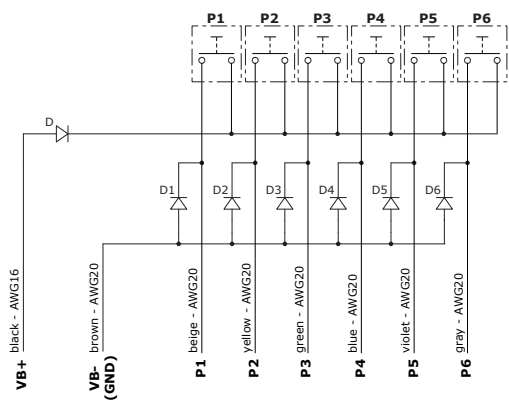 P1 P2 P3 P4 P5 P6
D
D1 D2 D3 D4 D5 D6
black - AWG16
brown - AWG20
beige - AWG20
yellow - AWG20
green - AWG20
blue - AWG20
violet - AWG20
gray - AWG20
VB+
VB-
(GND)
P1
P2
P3
P4
P5
P6